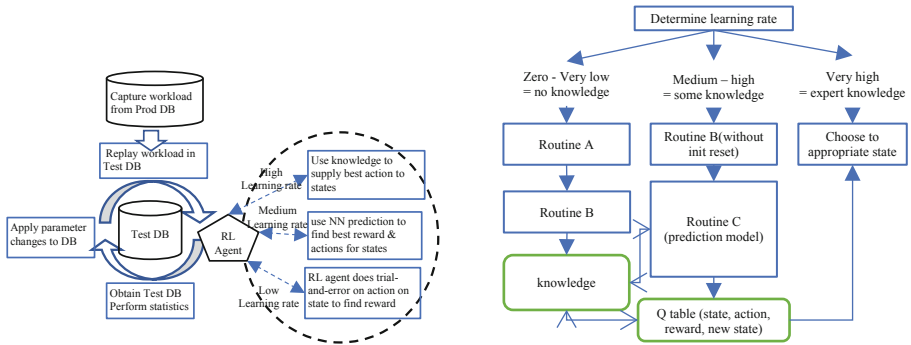 Capture workload
from Prod DB
Replay workload in
Test DB
Apply parameter
changes to DB
Test DB
RL
Agent
Obtain Test DB
Perform statistics
High
Learning rate
Use knowledge to
supply best action to
states
Medium
Learning rate
use NN prediction to
find best reward &
actions for states
Low
Learning rate
RL agent does trial-
and-error on action on
state to find reward
Determine learning rate
Zero - Very low
= no knowledge
Medium – high
= some knowledge
Very high
= expert knowledge
Routine A
Routine B(without
init reset)
Choose to
appropriate state
Routine B
Routine C
(prediction model)
knowledge
Q table (state, action,
reward, new state)